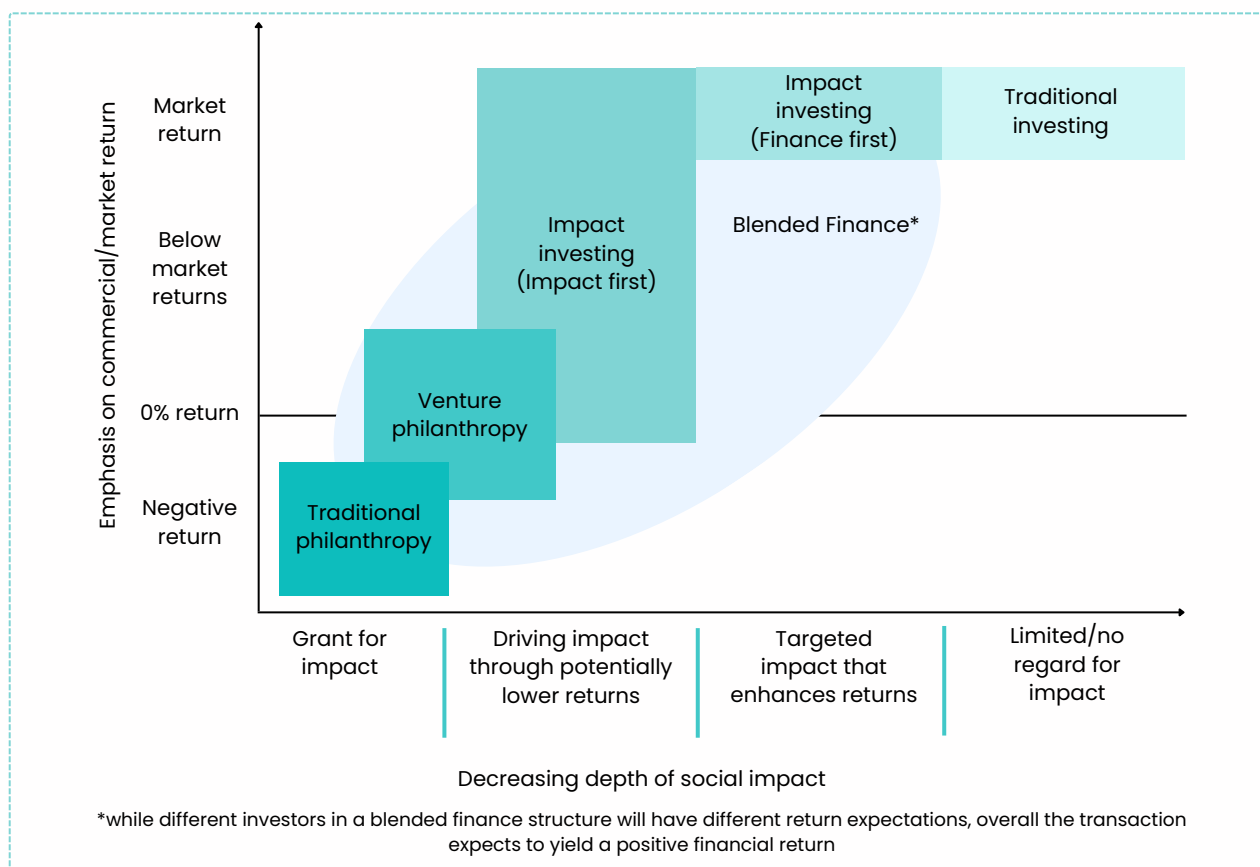 Emphasis on commercial/market return
Market
return
Below
market
returns
0% return
Negative
return
Impact
investing
(Finance first)
Traditional
investing
Impact
investing
(Impact first)
Blended Finance*
Venture
philanthropy
Traditional
philanthropy
Grant for
impact
Driving impact
through potentially
lower returns
Targeted
impact that
enhances returns
Limited/no
regard for
impact
Decreasing depth of social impact
*while different investors in a blended finance structure will have different return expectations, overall the transaction
expects to yield a positive financial return